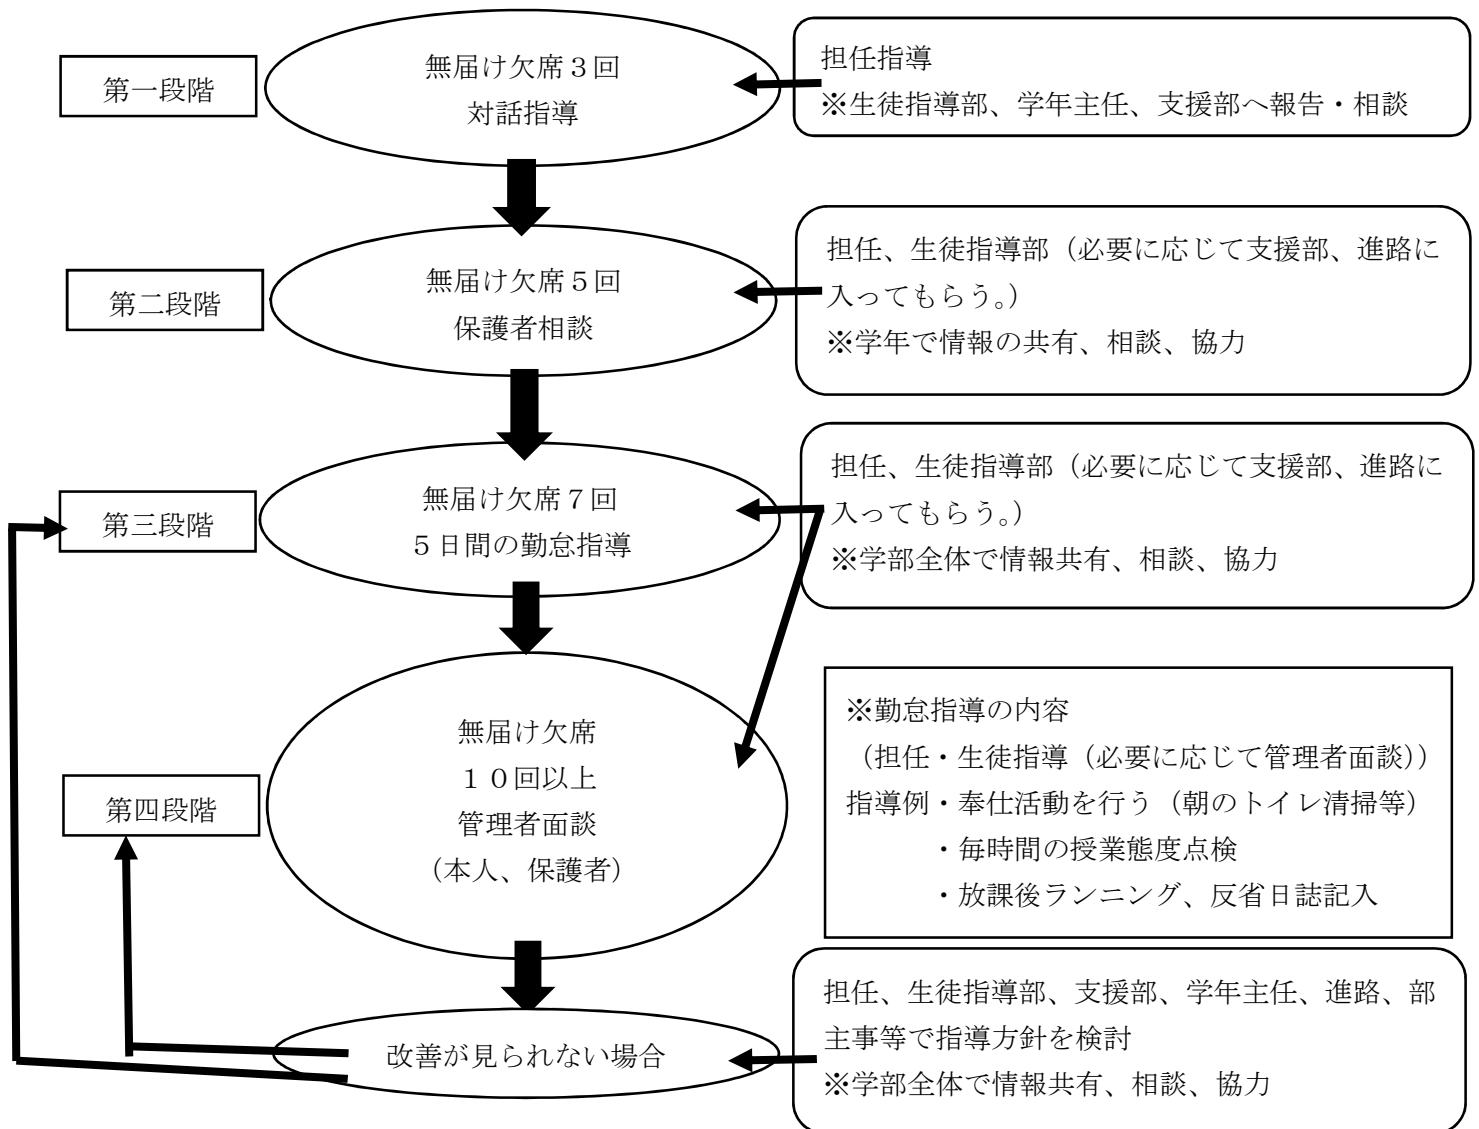 第一段階
無届け欠席３回
対話指導
担任指導
※生徒指導部、学年主任、支援部へ報告・相談
第二段階
無届け欠席５回
保護者相談
担任、生徒指導部（必要に応じて支援部、進路に
入ってもらう。）
※学年で情報の共有、相談、協力
第三段階
無届け欠席７回
５日間の勤怠指導
担任、生徒指導部（必要に応じて支援部、進路に
入ってもらう。）
※学部全体で情報共有、相談、協力
第四段階
無届け欠席
１０回以上
管理者面談
（本人、保護者）
※勤怠指導の内容
（担任・生徒指導（必要に応じて管理者面談））
指導例・奉仕活動を行う（朝のトイレ清掃等）
・毎時間の授業態度点検
・放課後ランニング、反省日誌記入
改善が見られない場合
担任、生徒指導部、支援部、学年主任、進路、部
主事等で指導方針を検討
※学部全体で情報共有、相談、協力